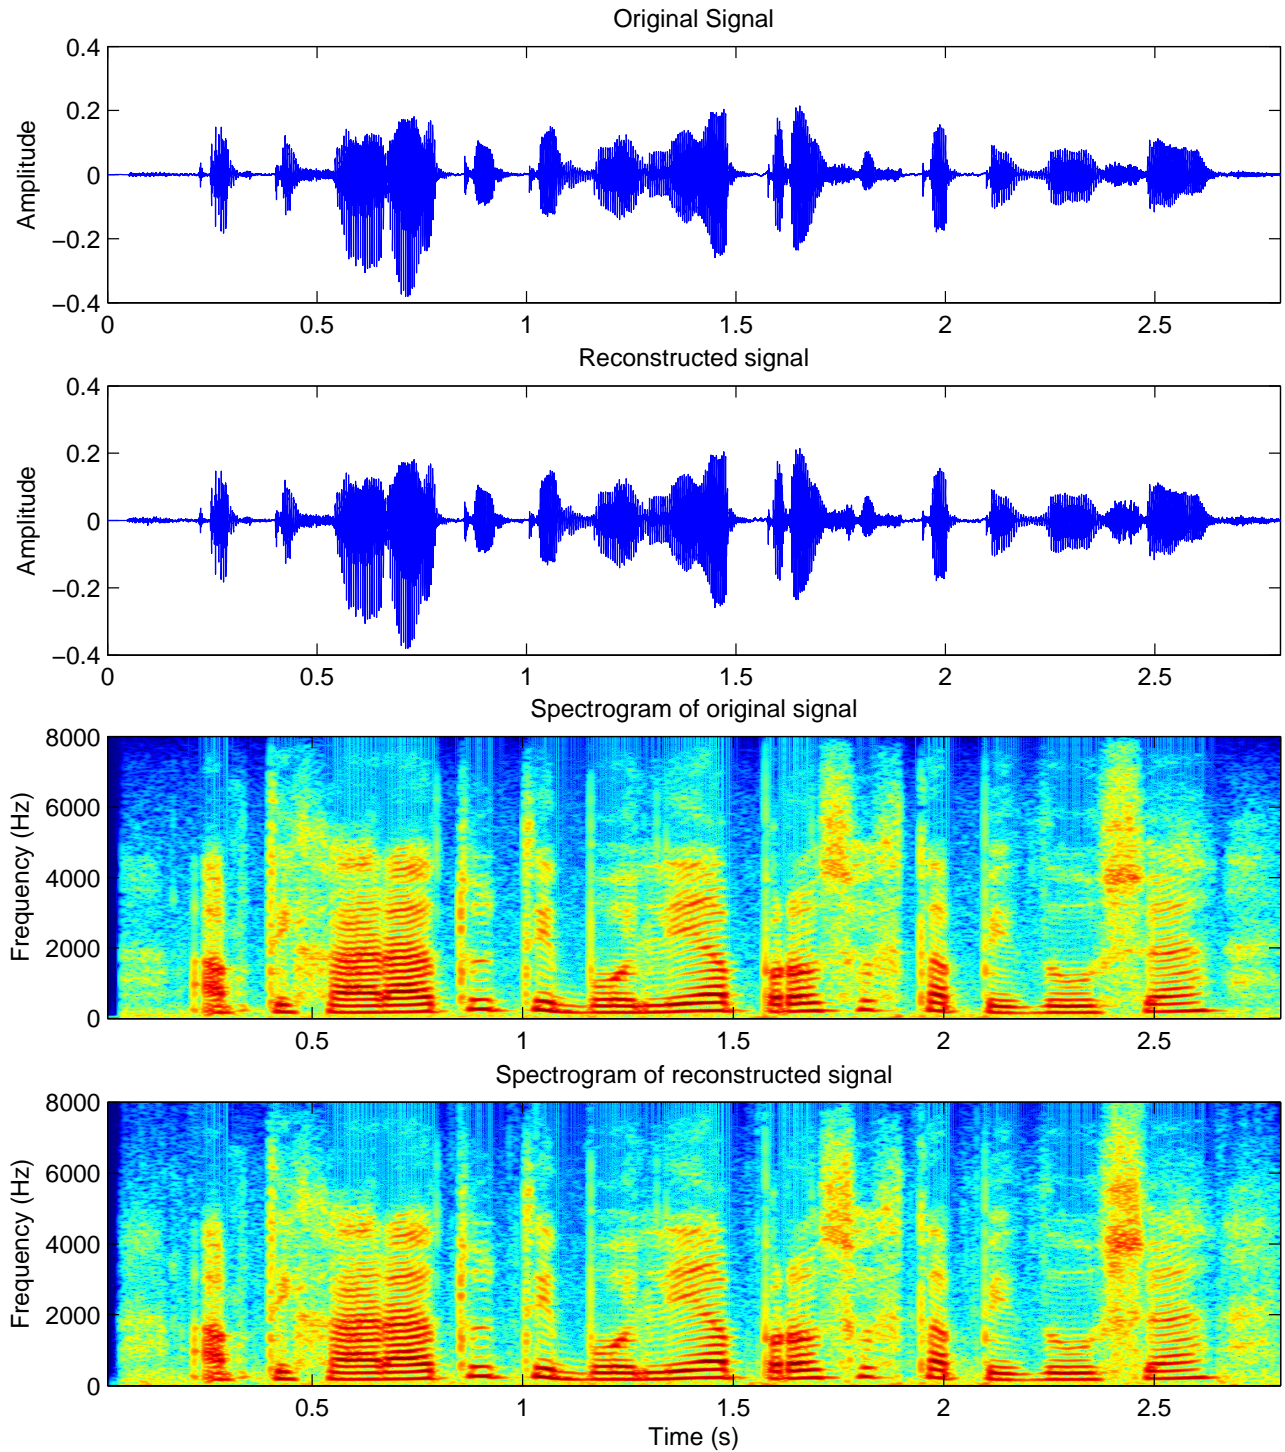 Original Signal
0.4
0.2
0
−0.2
−0.4
Amplitude
0 0.5 1 1.5 2 2.5
Reconstructed signal
0.4
0.2
0
−0.2
−0.4
Amplitude
0 0.5 1 1.5 2 2.5
Spectrogram of original signal
8000
6000
4000
2000
0
Frequency (Hz)
0.5 1 1.5 2 2.5
Spectrogram of reconstructed signal
8000
6000
4000
2000
0
Frequency (Hz)
0.5 1 1.5 2 2.5
Time (s)